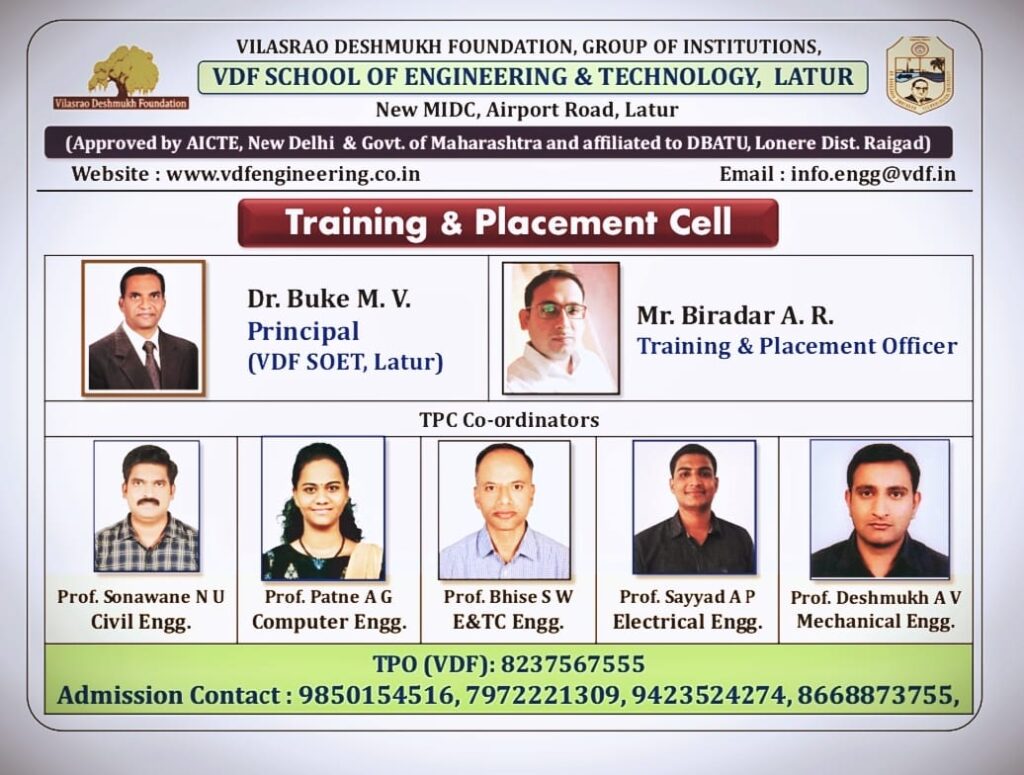 VILASRAO DESHMUKH FOUNDATION, GROUP OF INSTITUTIONS,
VDF SCHOOL OF ENGINEERING & TECHNOLOGY, LATUR
Vilasrao Deshmukh Foundation
New MIDC, Airport Road, Latur
(Approved by AICTE, New Delhi & Govt. of Maharashtra and affiliated to DBATU, Lonere Dist. Raigad)
Website : www.vdfengineering.co.in
Email : info.engg@vdf.in
Training & Placement Cell
Dr. Buke M. V.
Principal
(VDF SOET, Latur)
Mr. Biradar A. R.
Training & Placement Officer
TPC Co-ordinators
Prof. Sonawane N U
Civil Engg.
Prof. Patne A G
Computer Engg.
Prof. Bhise S W
E&TC Engg.
Prof. Sayyad A P
Electrical Engg.
Prof. Deshmukh A V
Mechanical Engg.
TPO (VDF): 8237567555
Admission Contact : 9850154516, 7972221309, 9423524274, 8668873755,